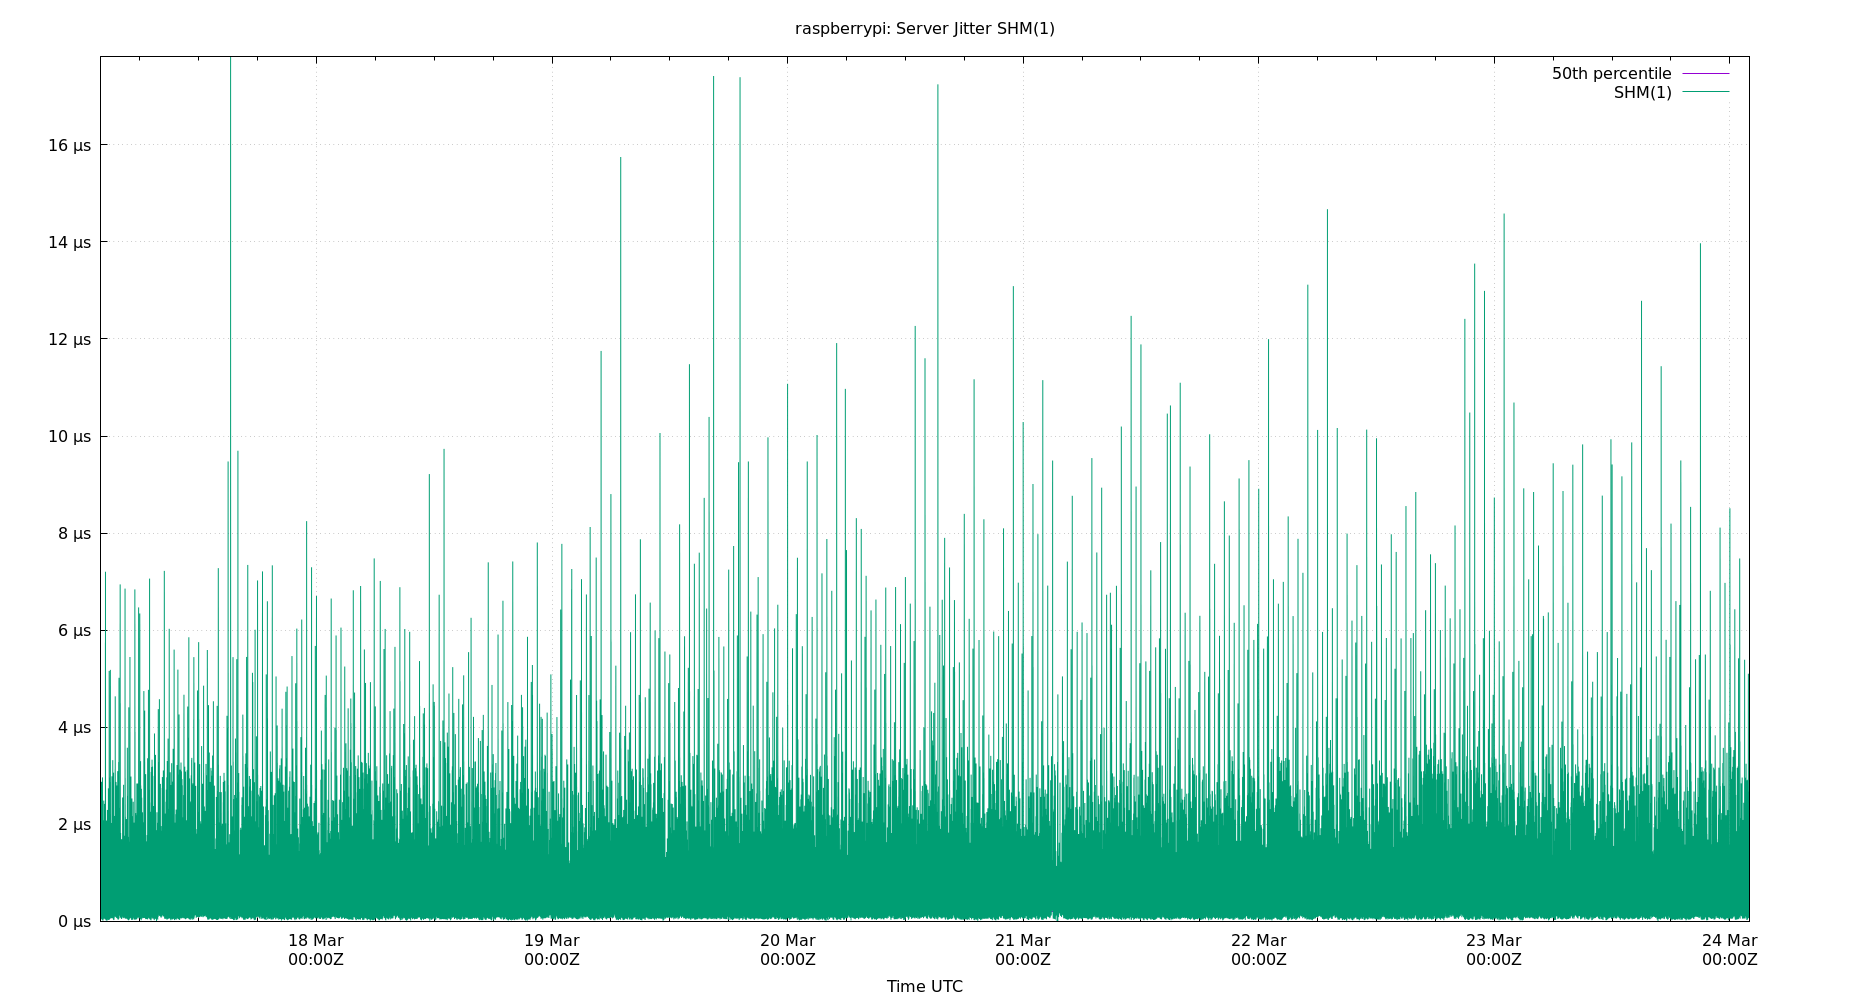 raspberrypi: Server Jitter SHM(1)
50th percentile
SHM(1)
16 µs
14 µs
12 µs
10 µs
8 µs
6 µs
4 µs
2 µs
0 µs
18 Mar 19 Mar 20 Mar 21 Mar 22 Mar 23 Mar 24 Mar
00:00Z 00:00Z 00:00Z 00:00Z 00:00Z 00:00Z 00:00Z
Time UTC